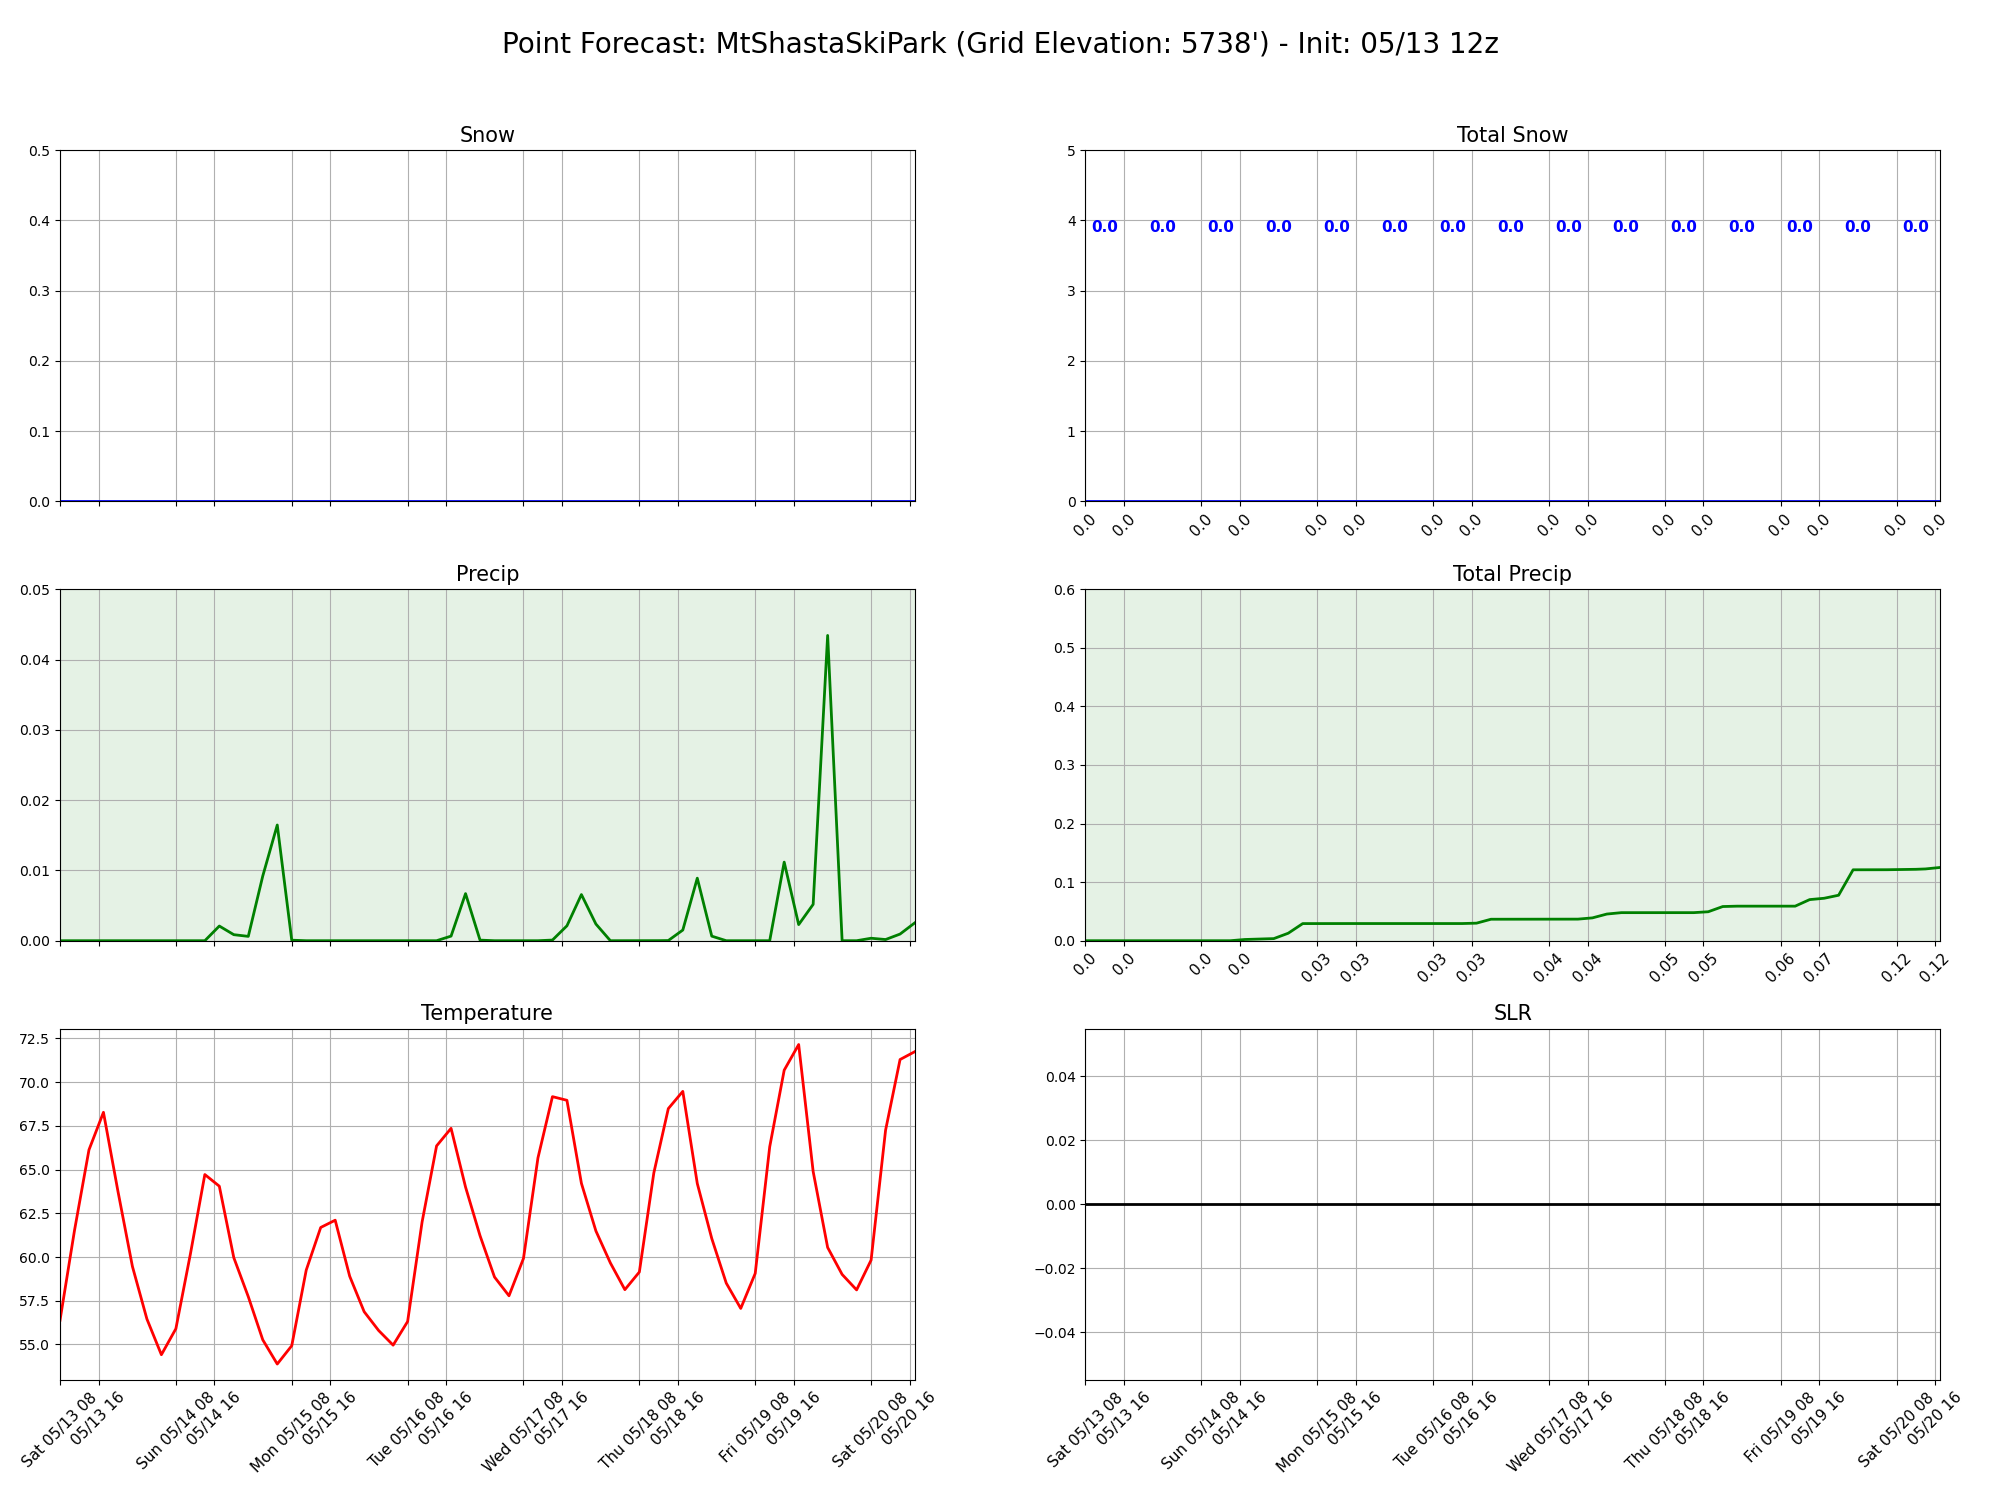 Point Forecast: MtShastaSkiPark (Grid Elevation: 5738') - Init: 05/13 12z
Snow
0.5
0.4
0.3
0.2
0.1
0.0
Total Snow
5
4
3
2
1
0
0.0 0.0 0.0 0.0 0.0 0.0 0.0 0.0 0.0 0.0 0.0 0.0 0.0 0.0 0.0
0.0 0.0 0.0 0.0 0.0 0.0 0.0 0.0 0.0 0.0 0.0 0.0 0.0 0.0 0.0 0.0
Precip
0.05
0.04
0.03
0.02
0.01
0.00
Total Precip
0.6
0.5
0.4
0.3
0.2
0.1
0.0
0.0 0.0 0.0 0.0 0.03 0.03 0.03 0.03 0.04 0.04 0.05 0.05 0.06 0.07 0.12 0.12
Temperature
72.5
70.0
67.5
65.0
62.5
60.0
57.5
55.0
Sat 05/13 08
05/13 16
Sun 05/14 08
05/14 16
Mon 05/15 08
05/15 16
Tue 05/16 08
05/16 16
Wed 05/17 08
05/17 16
Thu 05/18 08
05/18 16
Fri 05/19 08
05/19 16
Sat 05/20 08
05/20 16
SLR
0.04
0.02
0.00
−0.02
−0.04
Sat 05/13 08
05/13 16
Sun 05/14 08
05/14 16
Mon 05/15 08
05/15 16
Tue 05/16 08
05/16 16
Wed 05/17 08
05/17 16
Thu 05/18 08
05/18 16
Fri 05/19 08
05/19 16
Sat 05/20 08
05/20 16